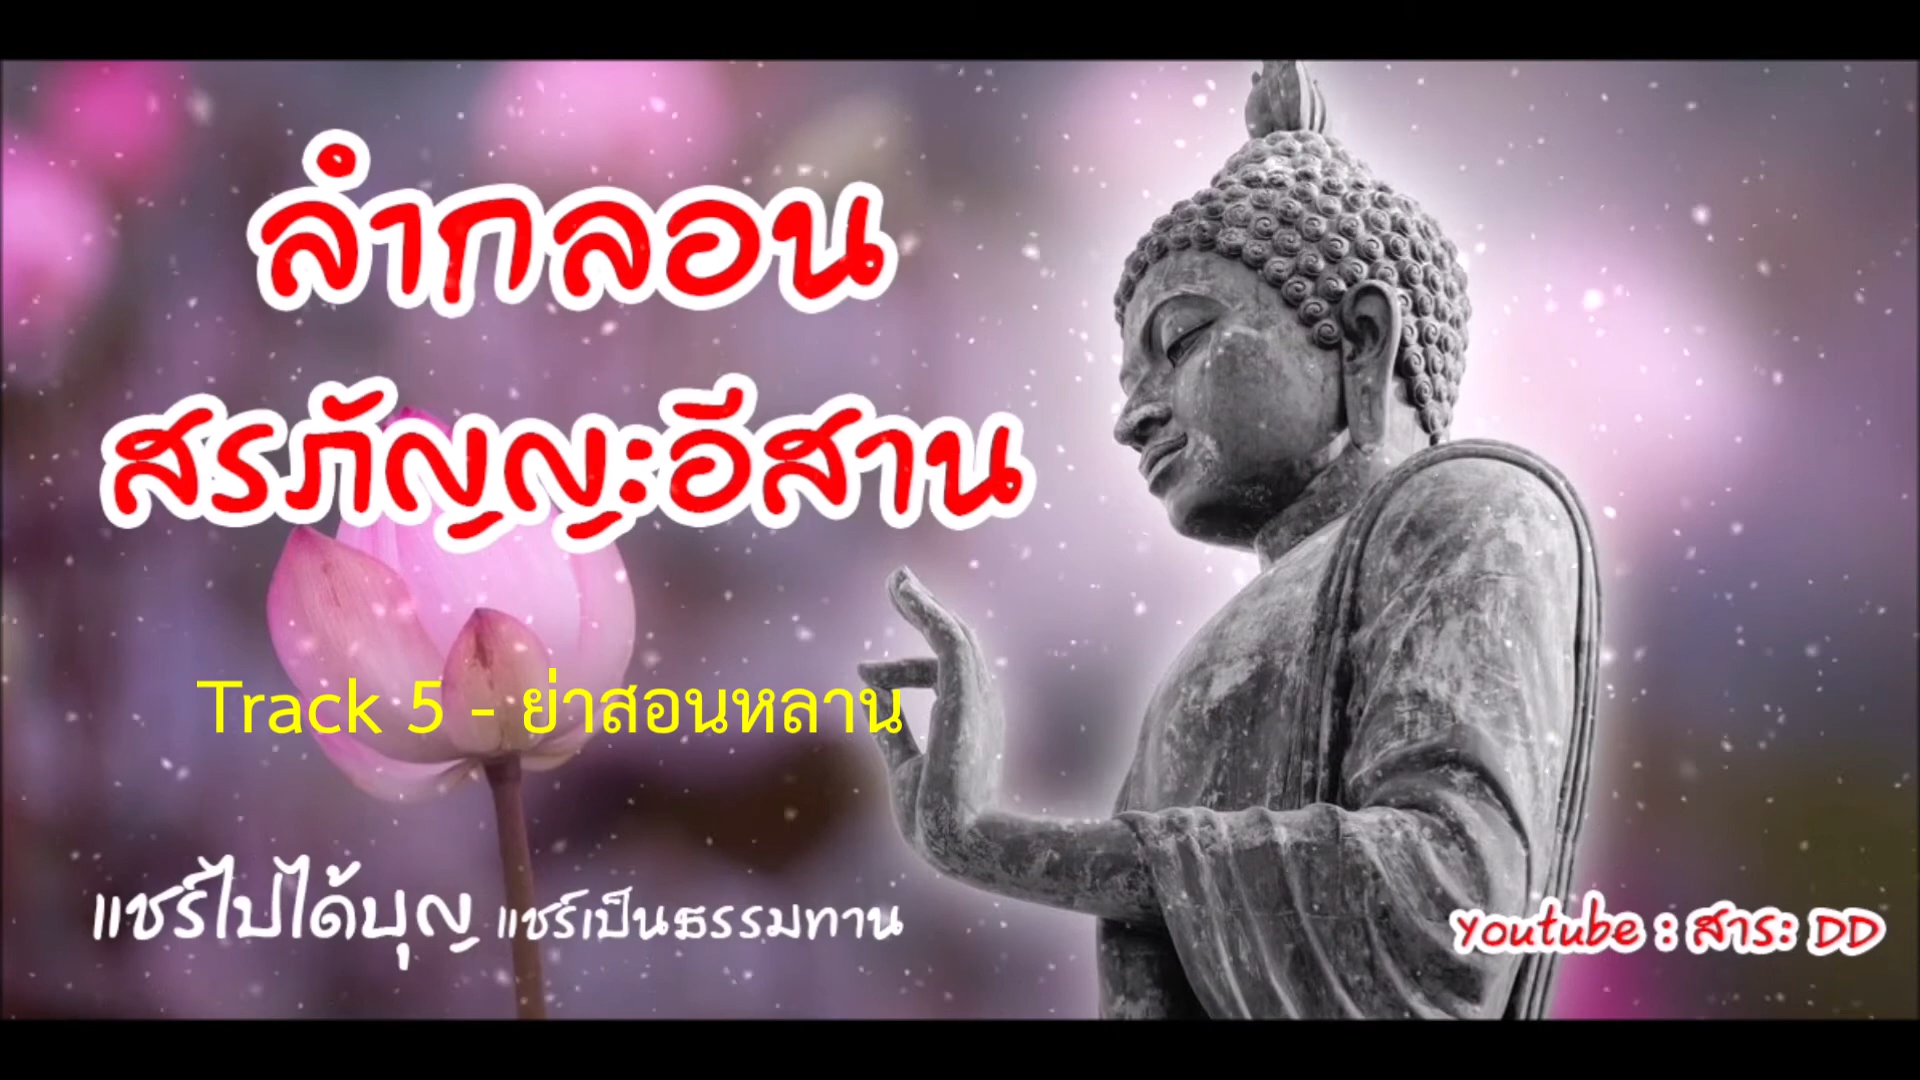 ลำกลอน
สรภัญญะอีสาน
Track 5 - ย่าสอนหลาน
แชร์ไปได้บุญ แชร์เป็นธรรมทาน
Youtube : สาระ DD